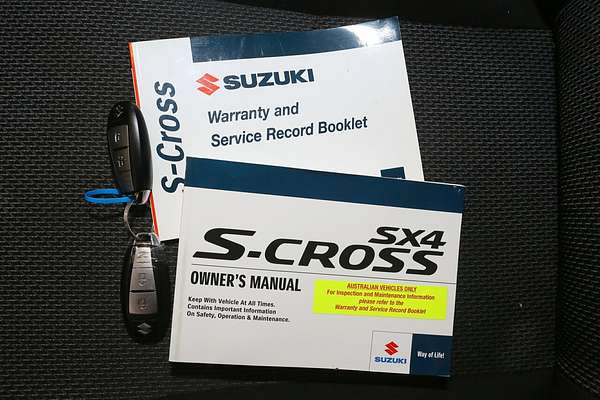 SUZUKI
Warranty and
Service Record Booklet
S-Cross
SX4
S-CROSS
OWNER'S MANUAL
Keep With Vehicle At All Times.
Contains Important Information
On Safety, Operation & Maintenance.
AUSTRALIAN VEHICLES ONLY
For Inspection and Maintenance Information
please refer to the
Warranty and Service Record Booklet
SUZUKI
Way of Life!